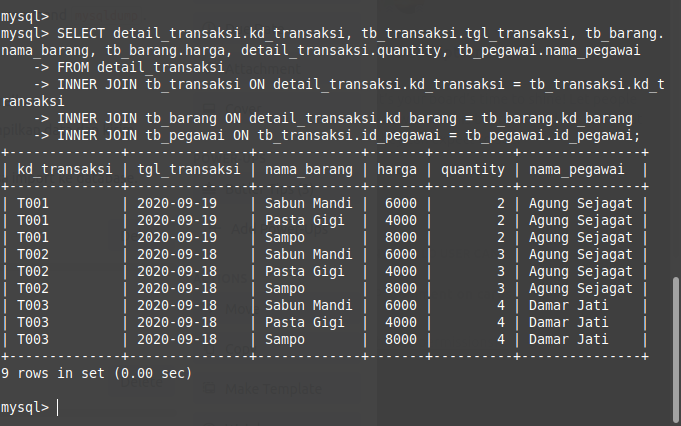 mysql>
mysql> SELECT detail_transaksi.kd_transaksi, tb_transaksi.tgl_transaksi, tb_barang.
nama_barang, tb_barang.harga, detail_transaksi.quantity, tb_pegawai.nama_pegawai
    -> FROM detail_transaksi
    -> INNER JOIN tb_transaksi ON detail_transaksi.kd_transaksi = tb_transaksi.kd_t
ransaksi
    -> INNER JOIN tb_barang ON detail_transaksi.kd_barang = tb_barang.kd_barang
    -> INNER JOIN tb_pegawai ON tb_transaksi.id_pegawai = tb_pegawai.id_pegawai;
+--------------+---------------+-------------+-------+----------+---------------+
| kd_transaksi | tgl_transaksi | nama_barang | harga | quantity | nama_pegawai  |
+--------------+---------------+-------------+-------+----------+---------------+
| T001         | 2020-09-19    | Sabun Mandi |  6000 |        2 | Agung Sejagat |
| T001         | 2020-09-19    | Pasta Gigi  |  4000 |        2 | Agung Sejagat |
| T001         | 2020-09-19    | Sampo       |  8000 |        2 | Agung Sejagat |
| T002         | 2020-09-18    | Sabun Mandi |  6000 |        3 | Agung Sejagat |
| T002         | 2020-09-18    | Pasta Gigi  |  4000 |        3 | Agung Sejagat |
| T002         | 2020-09-18    | Sampo       |  8000 |        3 | Agung Sejagat |
| T003         | 2020-09-18    | Sabun Mandi |  6000 |        4 | Damar Jati    |
| T003         | 2020-09-18    | Pasta Gigi  |  4000 |        4 | Damar Jati    |
| T003         | 2020-09-18    | Sampo       |  8000 |        4 | Damar Jati    |
+--------------+---------------+-------------+-------+----------+---------------+
9 rows in set (0.00 sec)
Make Template
mysql>